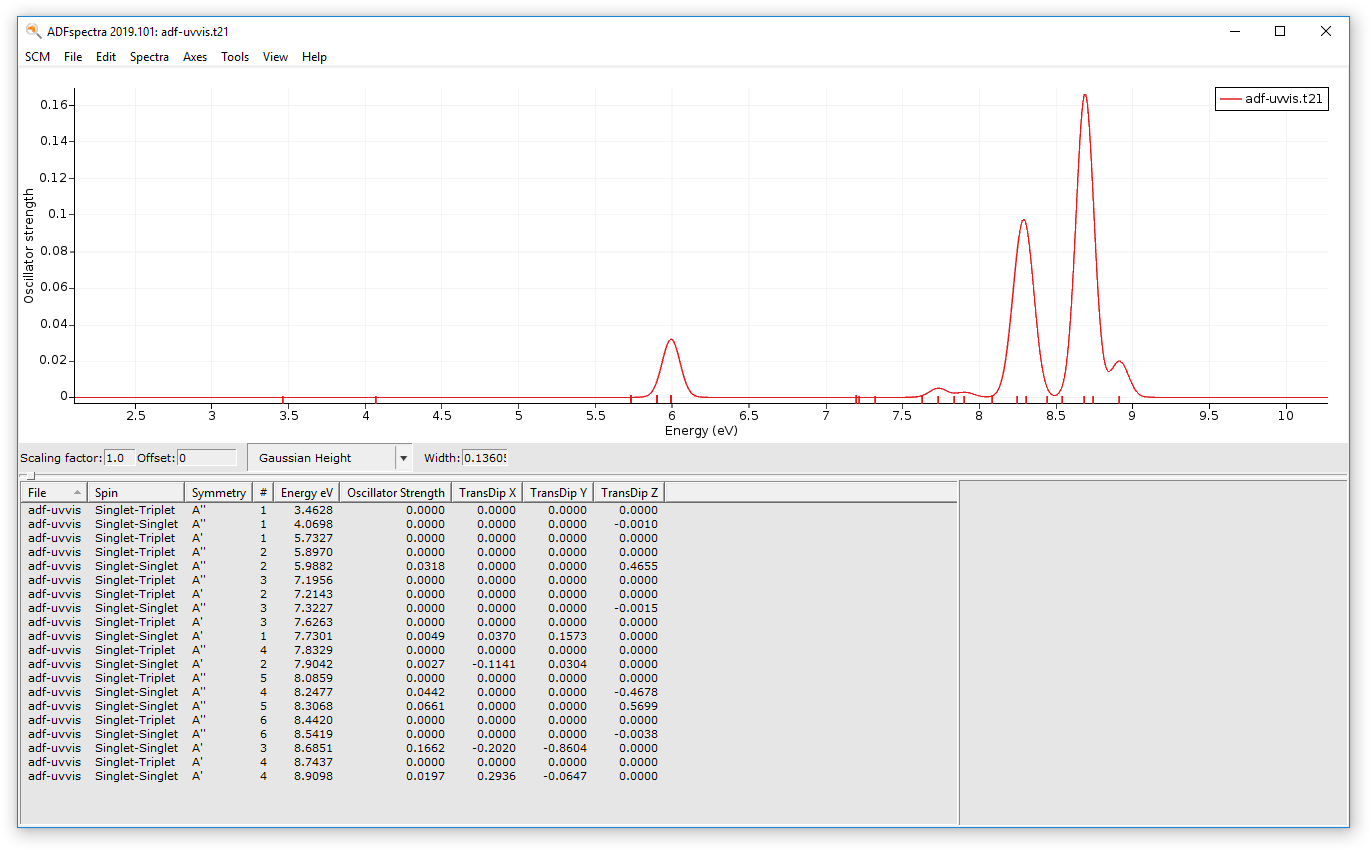 ADFspectra 2019.101: adf-uvvis.t21
SCM File Edit Spectra Axes Tools View Help
adf-uvvis.t21
0.16
0.14
0.12
0.1
0.08
0.06
0.04
0.02
0
Oscillator strength
2.5 3 3.5 4 4.5 5 5.5 6 6.5 7 7.5 8 8.5 9 9.5 10
Energy (eV)
Scaling factor: 1.0 Offset: 0 Gaussian Height Width: 0.1360
File Spin Symmetry # Energy eV Oscillator Strength TransDip X TransDip Y TransDip Z
adf-uvvis Singlet-Triplet A'' 1 3.4628 0.0000 0.0000 0.0000 0.0000
adf-uvvis Singlet-Singlet A'' 1 4.0698 0.0000 0.0000 0.0000 -0.0010
adf-uvvis Singlet-Triplet A' 1 5.7327 0.0000 0.0000 0.0000 0.0000
adf-uvvis Singlet-Triplet A'' 2 5.8970 0.0000 0.0000 0.0000 0.0000
adf-uvvis Singlet-Singlet A'' 2 5.9882 0.0318 0.0000 0.0000 0.4655
adf-uvvis Singlet-Triplet A'' 3 7.1956 0.0000 0.0000 0.0000 0.0000
adf-uvvis Singlet-Triplet A' 2 7.2143 0.0000 0.0000 0.0000 0.0000
adf-uvvis Singlet-Singlet A'' 3 7.3227 0.0000 0.0000 0.0000 -0.0015
adf-uvvis Singlet-Triplet A' 3 7.6263 0.0000 0.0000 0.0000 0.0000
adf-uvvis Singlet-Singlet A' 1 7.7301 0.0049 0.0370 0.1573 0.0000
adf-uvvis Singlet-Triplet A'' 4 7.8329 0.0000 0.0000 0.0000 0.0000
adf-uvvis Singlet-Singlet A' 2 7.9042 0.0027 -0.1141 0.0304 0.0000
adf-uvvis Singlet-Triplet A'' 5 8.0859 0.0000 0.0000 0.0000 0.0000
adf-uvvis Singlet-Singlet A'' 4 8.2477 0.0442 0.0000 0.0000 -0.4678
adf-uvvis Singlet-Singlet A'' 5 8.3068 0.0661 0.0000 0.0000 0.5699
adf-uvvis Singlet-Triplet A'' 6 8.4420 0.0000 0.0000 0.0000 0.0000
adf-uvvis Singlet-Singlet A'' 6 8.5419 0.0000 0.0000 0.0000 -0.0038
adf-uvvis Singlet-Singlet A' 3 8.6851 0.1662 -0.2020 -0.8604 0.0000
adf-uvvis Singlet-Triplet A' 4 8.7437 0.0000 0.0000 0.0000 0.0000
adf-uvvis Singlet-Singlet A' 4 8.9098 0.0197 0.2936 -0.0647 0.0000